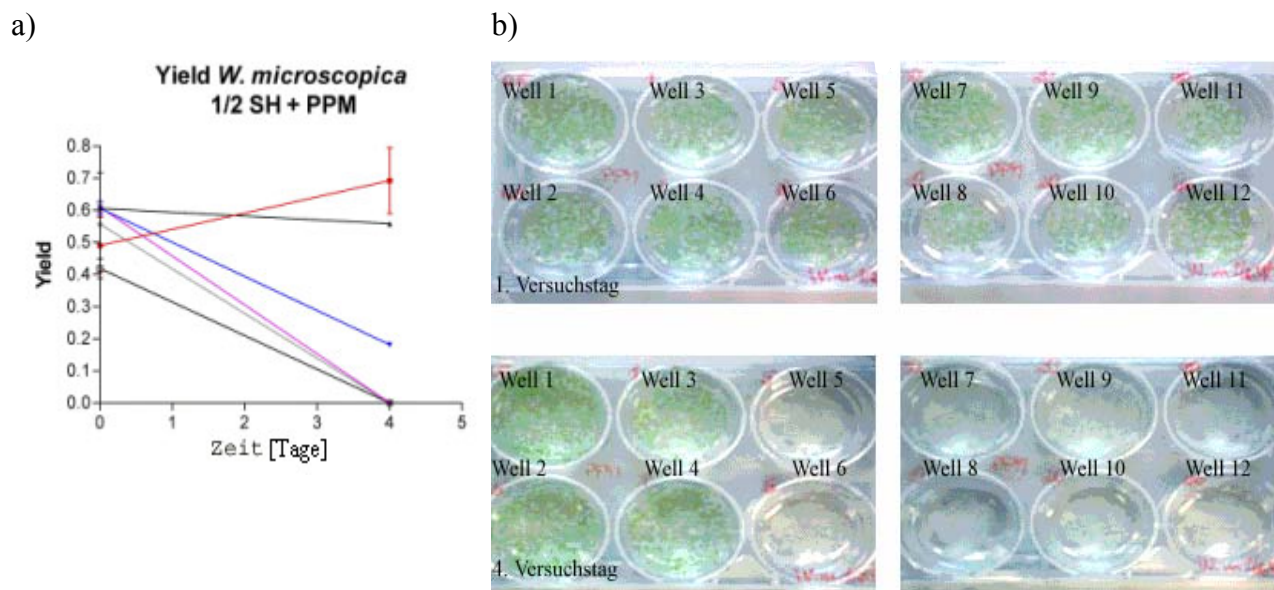 a)
b)
Yield W. microscopica
1/2 SH + PPM
0.8
0.7
0.6
0.5
0.4
0.3
0.2
0.1
0.0
Yield
0 1 2 3 4 5
Zeit [Tage]
Well 1 Well 3 Well 5
PPM
Well 2 Well 4 Well 6
1. Versuchstag
Well 7 Well 9 Well 11
PPM
Well 8 Well 10 Well 12
Well 1 Well 3 Well 5
PPM
Well 2 Well 4 Well 6
4. Versuchstag
Well 7 Well 9 Well 11
PPM
Well 8 Well 10 Well 12